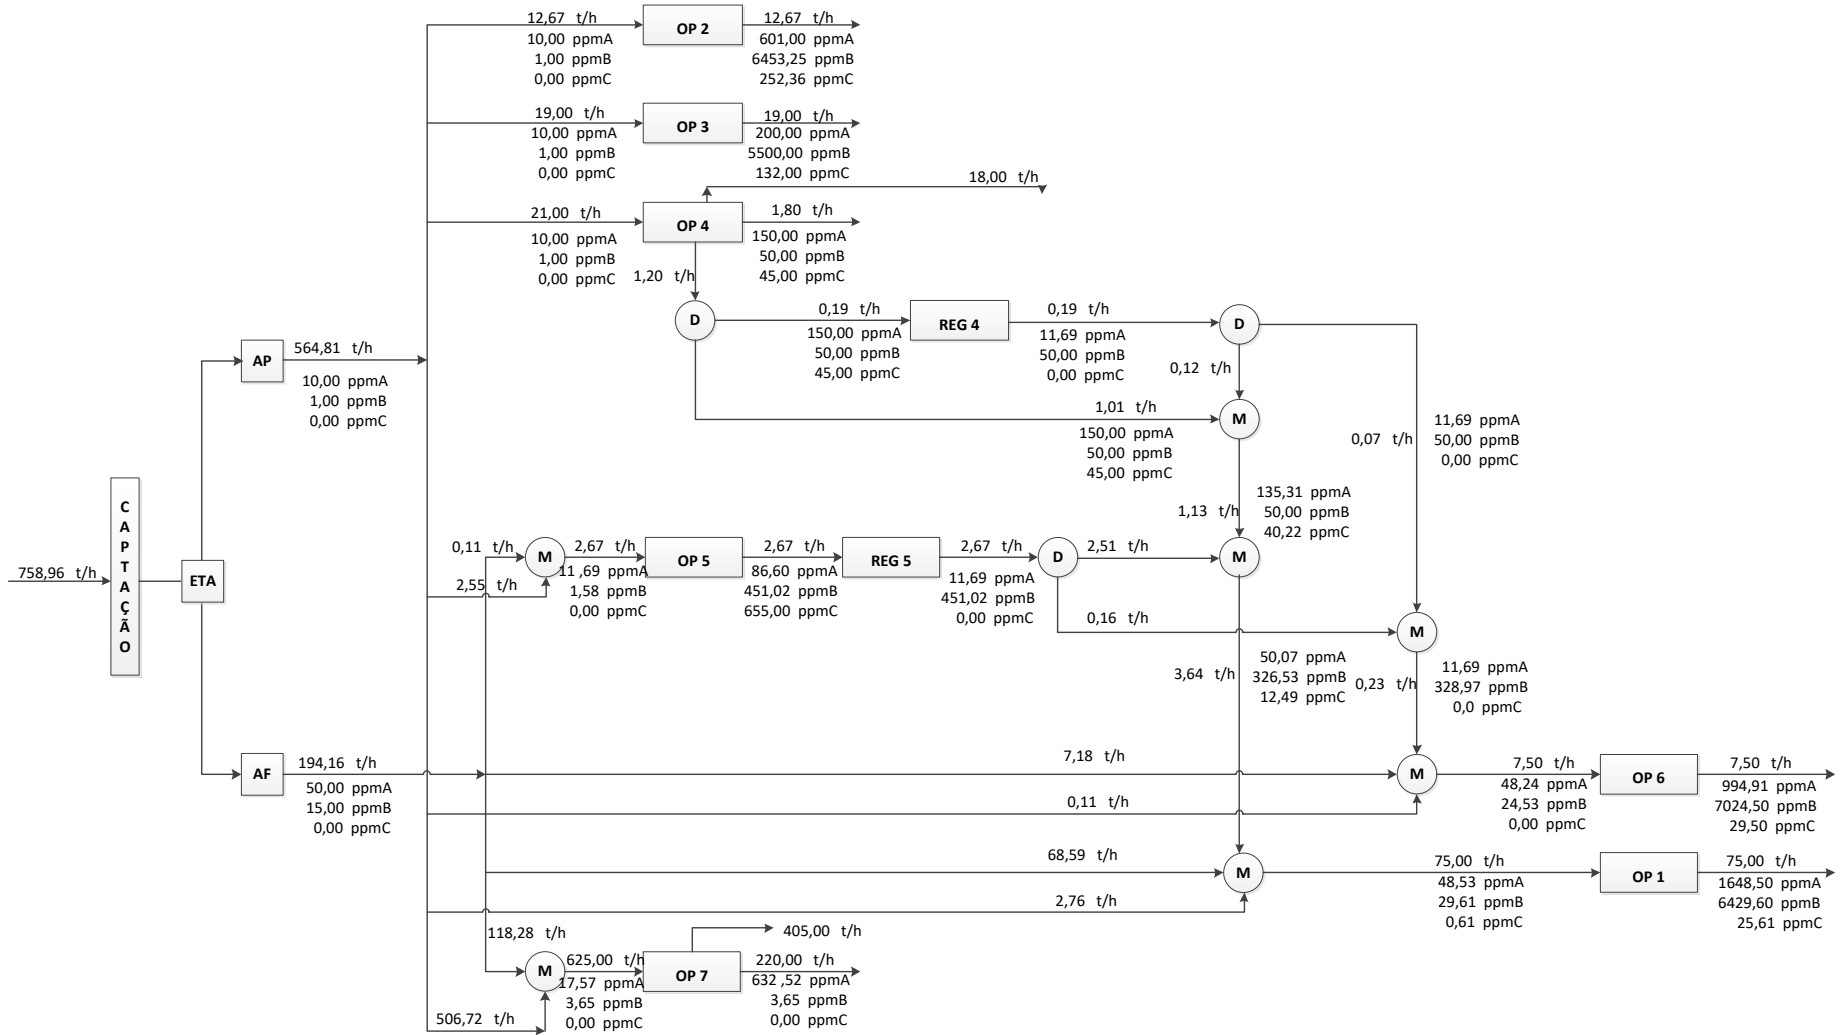 12,67 t/h
10,00 ppmA
1,00 ppmB
0,00 ppmC
OP 2
12,67 t/h
601,00 ppmA
6453,25 ppmB
252,36 ppmC
19,00 t/h
10,00 ppmA
1,00 ppmB
0,00 ppmC
OP 3
19,00 t/h
200,00 ppmA
5500,00 ppmB
132,00 ppmC
18,00 t/h
21,00 t/h
10,00 ppmA
1,00 ppmB
0,00 ppmC
OP 4
1,80 t/h
150,00 ppmA
50,00 ppmB
45,00 ppmC
1,20 t/h
D
0,19 t/h
150,00 ppmA
50,00 ppmB
45,00 ppmC
REG 4
0,19 t/h
11,69 ppmA
50,00 ppmB
0,00 ppmC
D
0,12 t/h
1,01 t/h
150,00 ppmA
50,00 ppmB
45,00 ppmC
M
0,07 t/h
11,69 ppmA
50,00 ppmB
0,00 ppmC
AP
564,81 t/h
10,00 ppmA
1,00 ppmB
0,00 ppmC
1,13 t/h
135,31 ppmA
50,00 ppmB
40,22 ppmC
758,96 t/h
C
A
P
T
A
Ç
Ã
O
ETA
0,11 t/h
2,55 t/h
M
2,67 t/h
11 ,69 ppmA
1,58 ppmB
0,00 ppmC
OP 5
2,67 t/h
86,60 ppmA
451,02 ppmB
655,00 ppmC
REG 5
2,67 t/h
11,69 ppmA
451,02 ppmB
0,00 ppmC
D
2,51 t/h
M
0,16 t/h
M
3,64 t/h
50,07 ppmA
326,53 ppmB
12,49 ppmC
0,23 t/h
11,69 ppmA
328,97 ppmB
0,0 ppmC
AF
194,16 t/h
50,00 ppmA
15,00 ppmB
0,00 ppmC
7,18 t/h
0,11 t/h
M
7,50 t/h
48,24 ppmA
24,53 ppmB
0,00 ppmC
OP 6
7,50 t/h
994,91 ppmA
7024,50 ppmB
29,50 ppmC
68,59 t/h
2,76 t/h
M
75,00 t/h
48,53 ppmA
29,61 ppmB
0,61 ppmC
OP 1
75,00 t/h
1648,50 ppmA
6429,60 ppmB
25,61 ppmC
118,28 t/h
506,72 t/h
M
625,00 t/h
17,57 ppmA
3,65 ppmB
0,00 ppmC
OP 7
405,00 t/h
220,00 t/h
632 ,52 ppmA
3,65 ppmB
0,00 ppmC